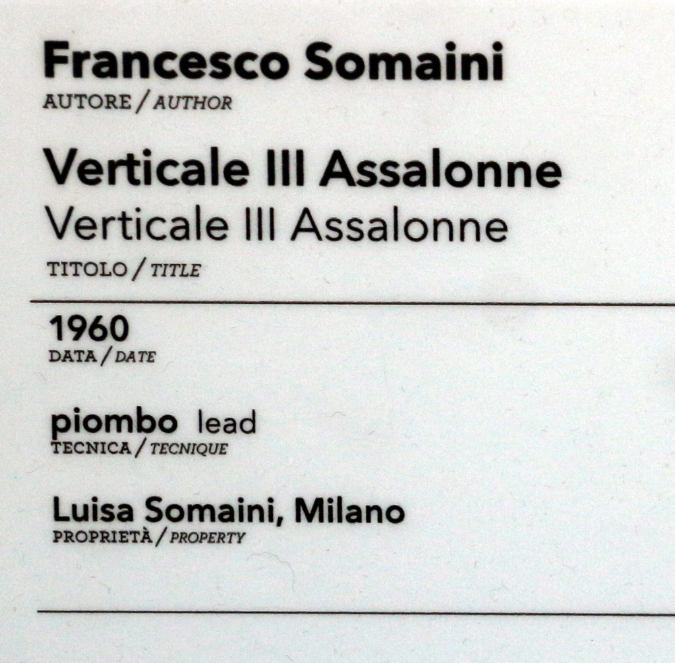 Francesco Somaini
AUTORE / AUTHOR
Verticale III Assalonne
Verticale III Assalonne
TITOLO / TITLE
1960
DATA / DATE
piombo lead
TECNICA / TECNIQUE
Luisa Somaini, Milano
PROPRIETÀ / PROPERTY